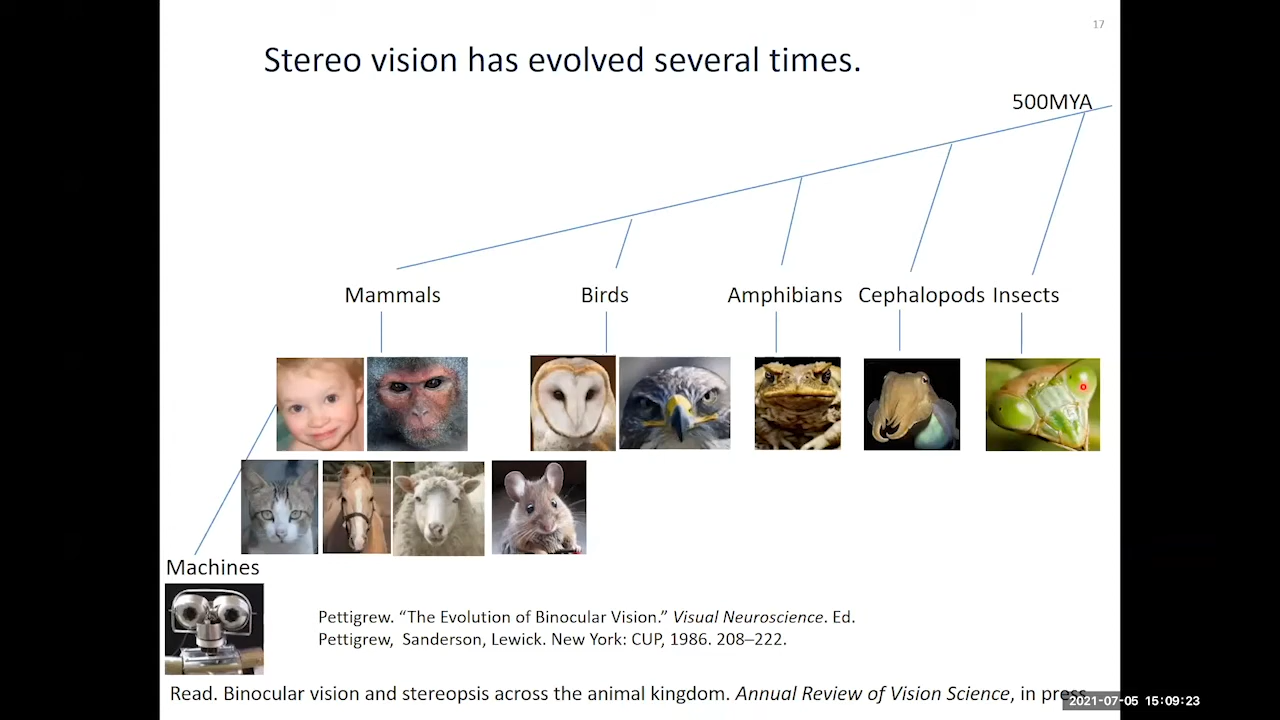 17
Stereo vision has evolved several times.
500MYA
Mammals
Birds
Amphibians
Cephalopods
Insects
Machines
Pettigrew. “The Evolution of Binocular Vision.” Visual Neuroscience. Ed.
Pettigrew, Sanderson, Lewick. New York: CUP, 1986. 208–222.
Read. Binocular vision and stereopsis across the animal kingdom. Annual Review of Vision Science, in press
2021-07-05 15:09:23